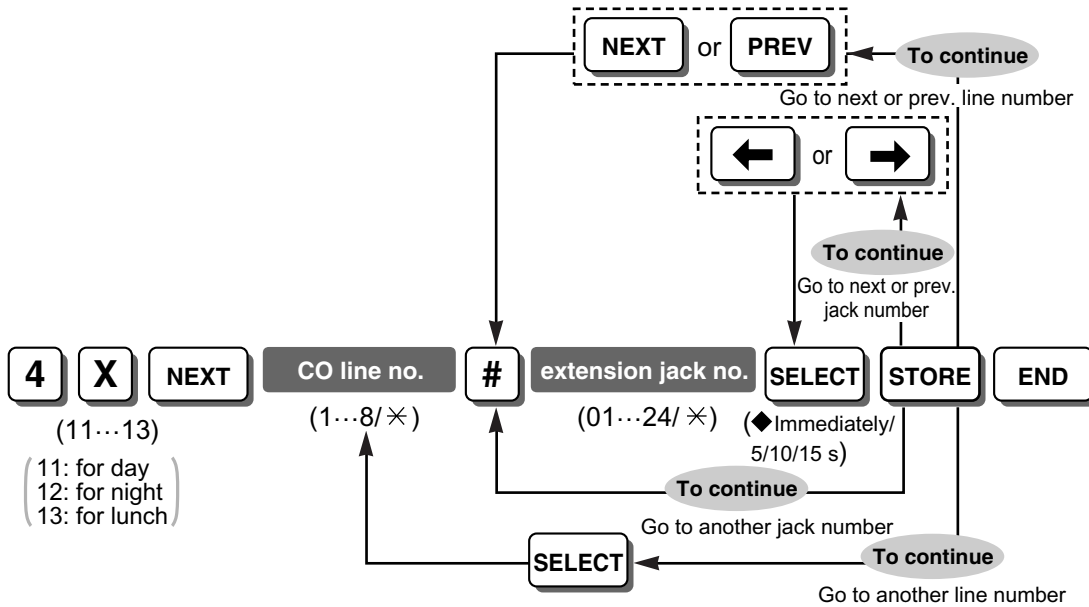 NEXT or PREV
To continue
Go to next or prev. line number
← or →
To continue
Go to next or prev.
jack number
4 X NEXT CO line no. # extension jack no. SELECT STORE END
(11···13)
11: for day
12: for night
13: for lunch
(1···8/ ✳)
(01···24/ ✳)
(◆Immediately/
5/10/15 s)
To continue
Go to another jack number
SELECT
To continue
Go to another line number